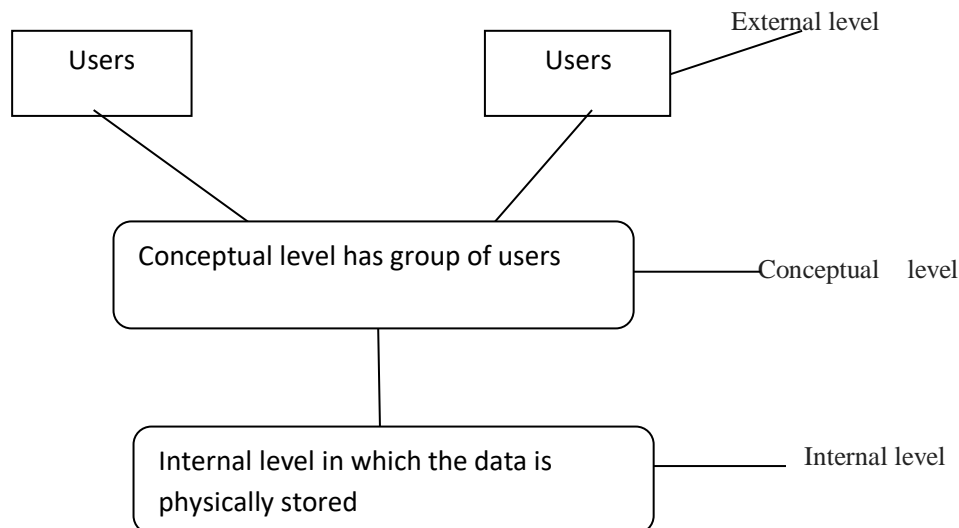 External level
Users
Users
Conceptual level has group of users
Conceptual level
Internal level in which the data is
physically stored
Internal level